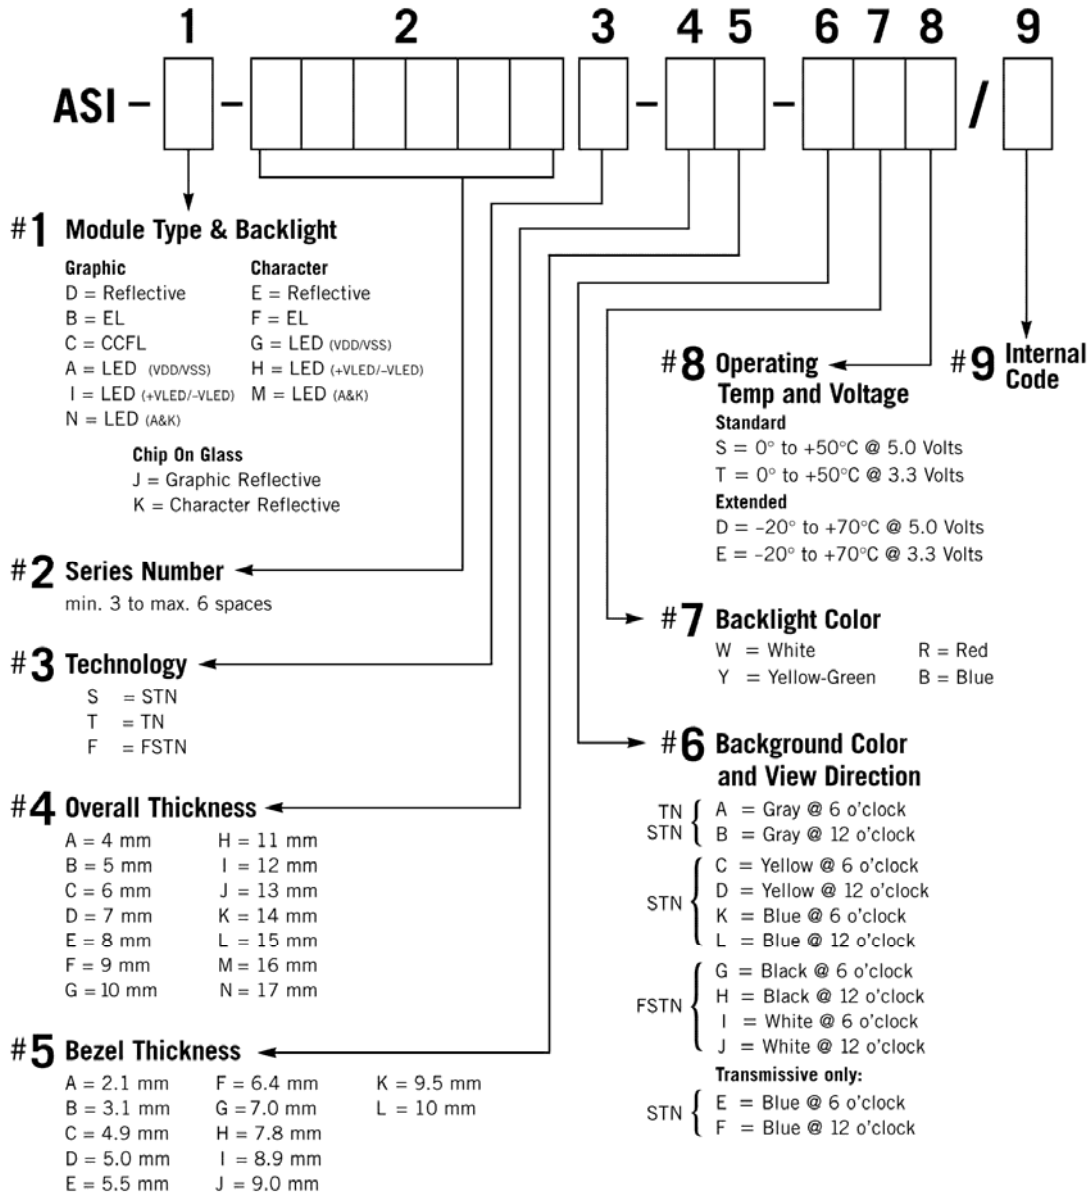 1 2 3 4 5 6 7 8 9
ASI – – – – /
#1 Module Type & Backlight
Graphic
D = Reflective
B = EL
C = CCFL
A = LED (VDD/VSS)
I = LED (+VLED/–VLED)
N = LED (A&K)
Character
E = Reflective
F = EL
G = LED (VDD/VSS)
H = LED (+VLED/–VLED)
M = LED (A&K)
Chip On Glass
J = Graphic Reflective
K = Character Reflective
#2 Series Number
min. 3 to max. 6 spaces
#3 Technology
S = STN
T = TN
F = FSTN
#4 Overall Thickness
A = 4 mm
B = 5 mm
C = 6 mm
D = 7 mm
E = 8 mm
F = 9 mm
G = 10 mm
H = 11 mm
I = 12 mm
J = 13 mm
K = 14 mm
L = 15 mm
M = 16 mm
N = 17 mm
#5 Bezel Thickness
A = 2.1 mm
B = 3.1 mm
C = 4.9 mm
D = 5.0 mm
E = 5.5 mm
F = 6.4 mm
G = 7.0 mm
H = 7.8 mm
I = 8.9 mm
J = 9.0 mm
K = 9.5 mm
L = 10 mm
#8 Operating
Temp and Voltage
Standard
S = 0° to +50°C @ 5.0 Volts
T = 0° to +50°C @ 3.3 Volts
Extended
D = –20° to +70°C @ 5.0 Volts
E = –20° to +70°C @ 3.3 Volts
#9 Internal
Code
#7 Backlight Color
W = White
Y = Yellow-Green
R = Red
B = Blue
#6 Background Color
and View Direction
TN
STN
A = Gray @ 6 o'clock
B = Gray @ 12 o'clock
STN
C = Yellow @ 6 o'clock
D = Yellow @ 12 o'clock
K = Blue @ 6 o'clock
L = Blue @ 12 o'clock
FSTN
G = Black @ 6 o'clock
H = Black @ 12 o'clock
I = White @ 6 o'clock
J = White @ 12 o'clock
Transmissive only:
STN
E = Blue @ 6 o'clock
F = Blue @ 12 o'clock